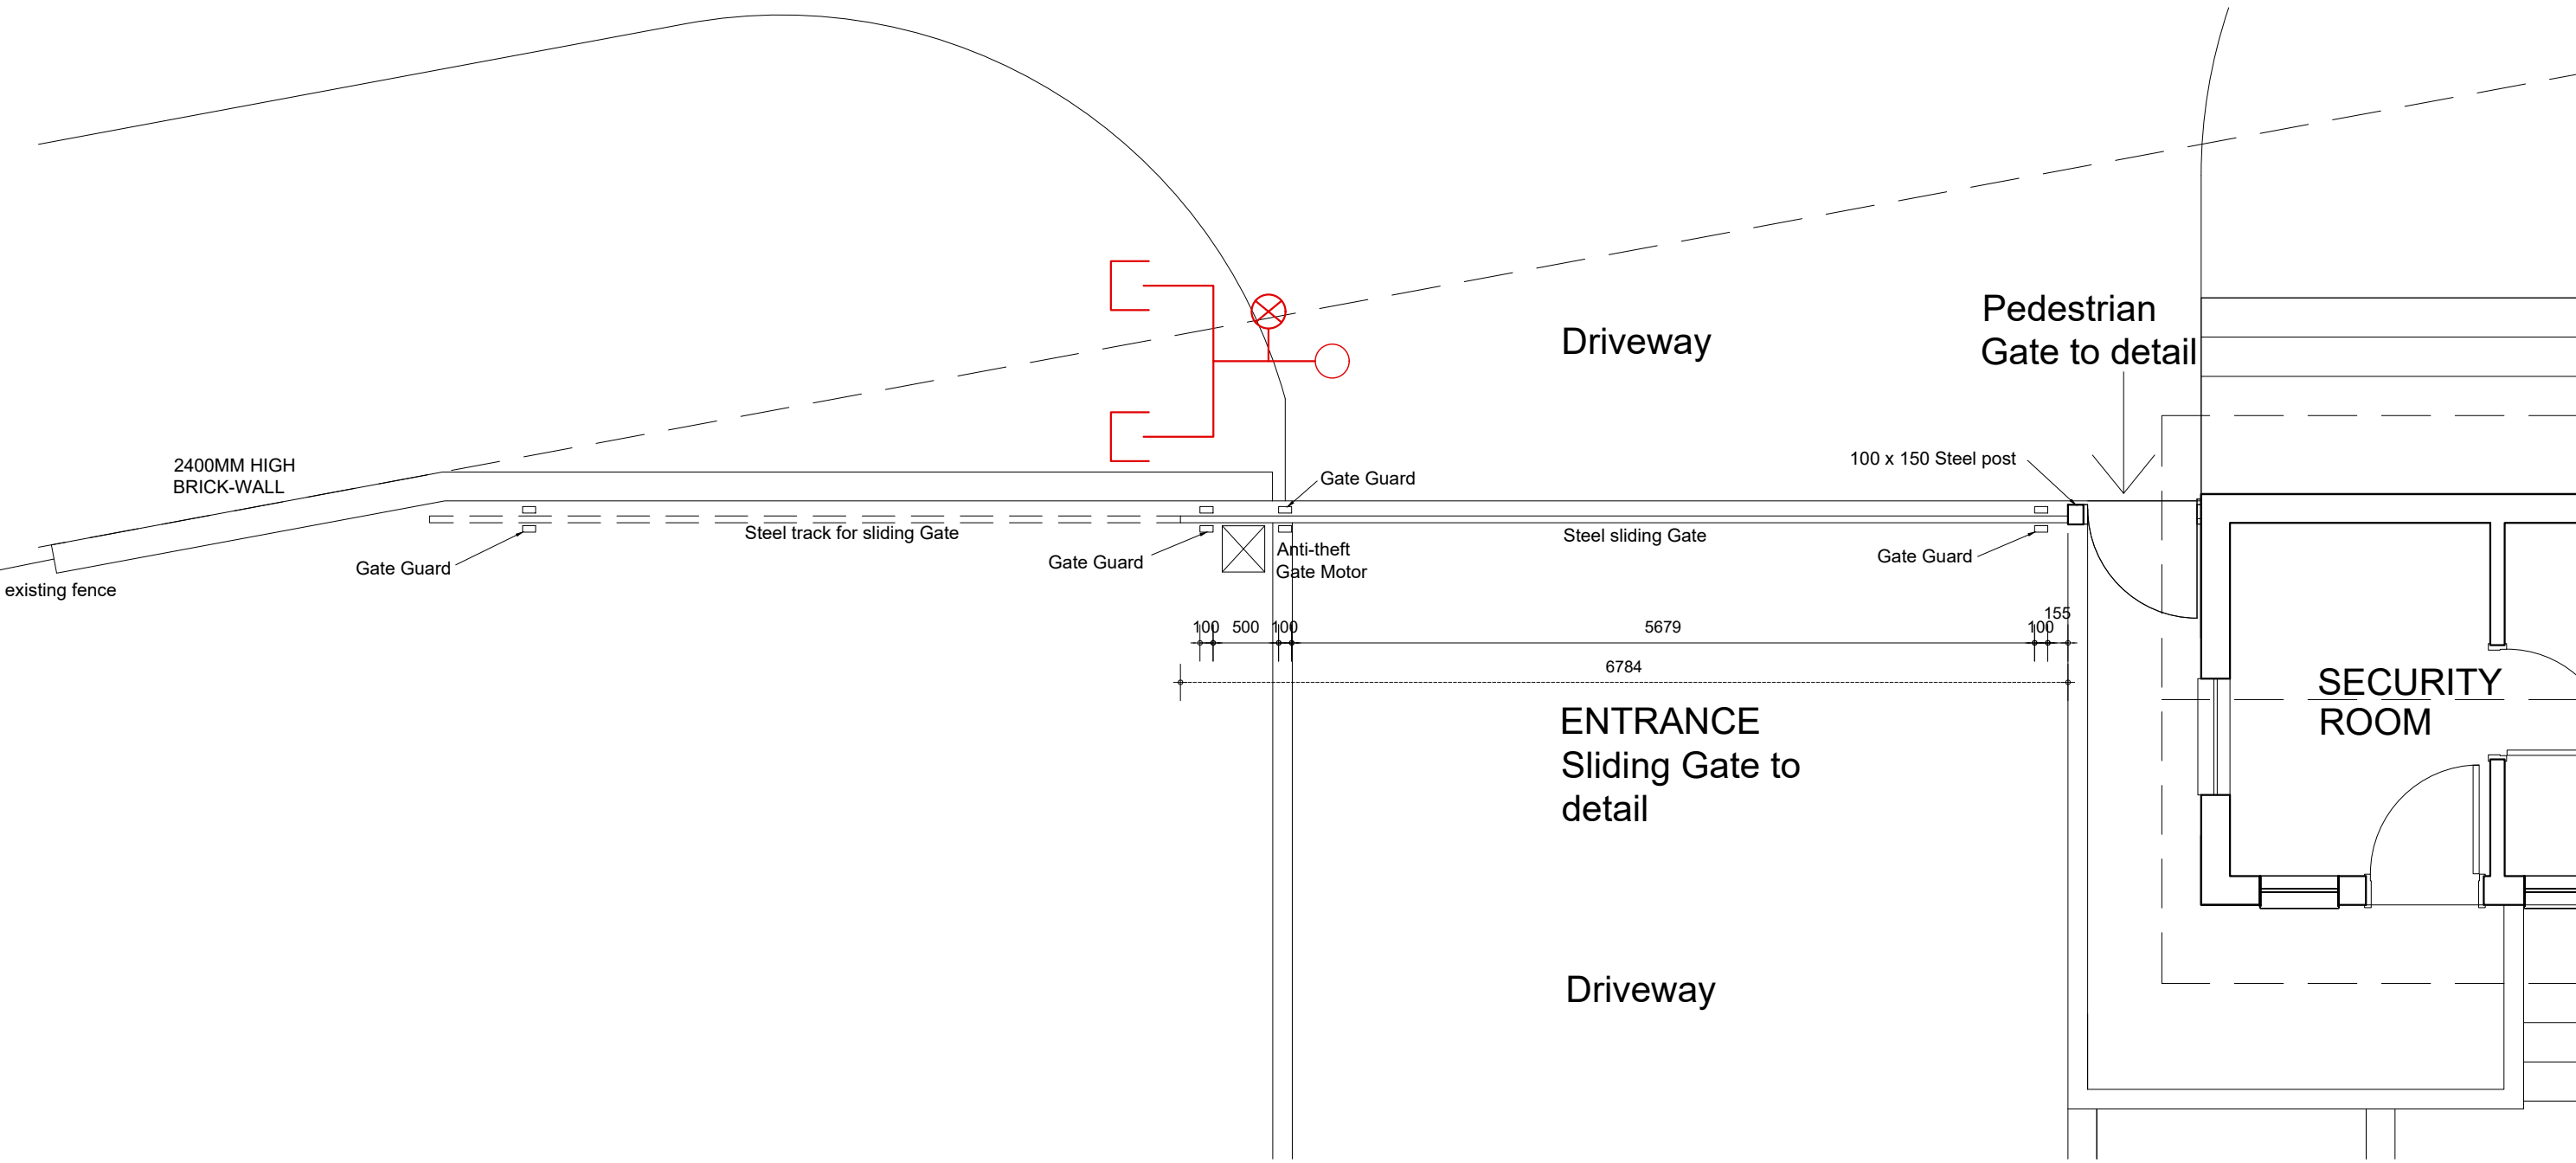 Pedestrian
Gate to detail
Driveway
2400MM HIGH
BRICK-WALL
100 x 150 Steel post
Gate Guard
Steel track for sliding Gate
Steel sliding Gate
Anti-theft
Gate Motor
Gate Guard
Gate Guard
Gate Guard
existing fence
155
100
500
100
5679
100
6784
SECURITY
ROOM
ENTRANCE
Sliding Gate to
detail
Driveway